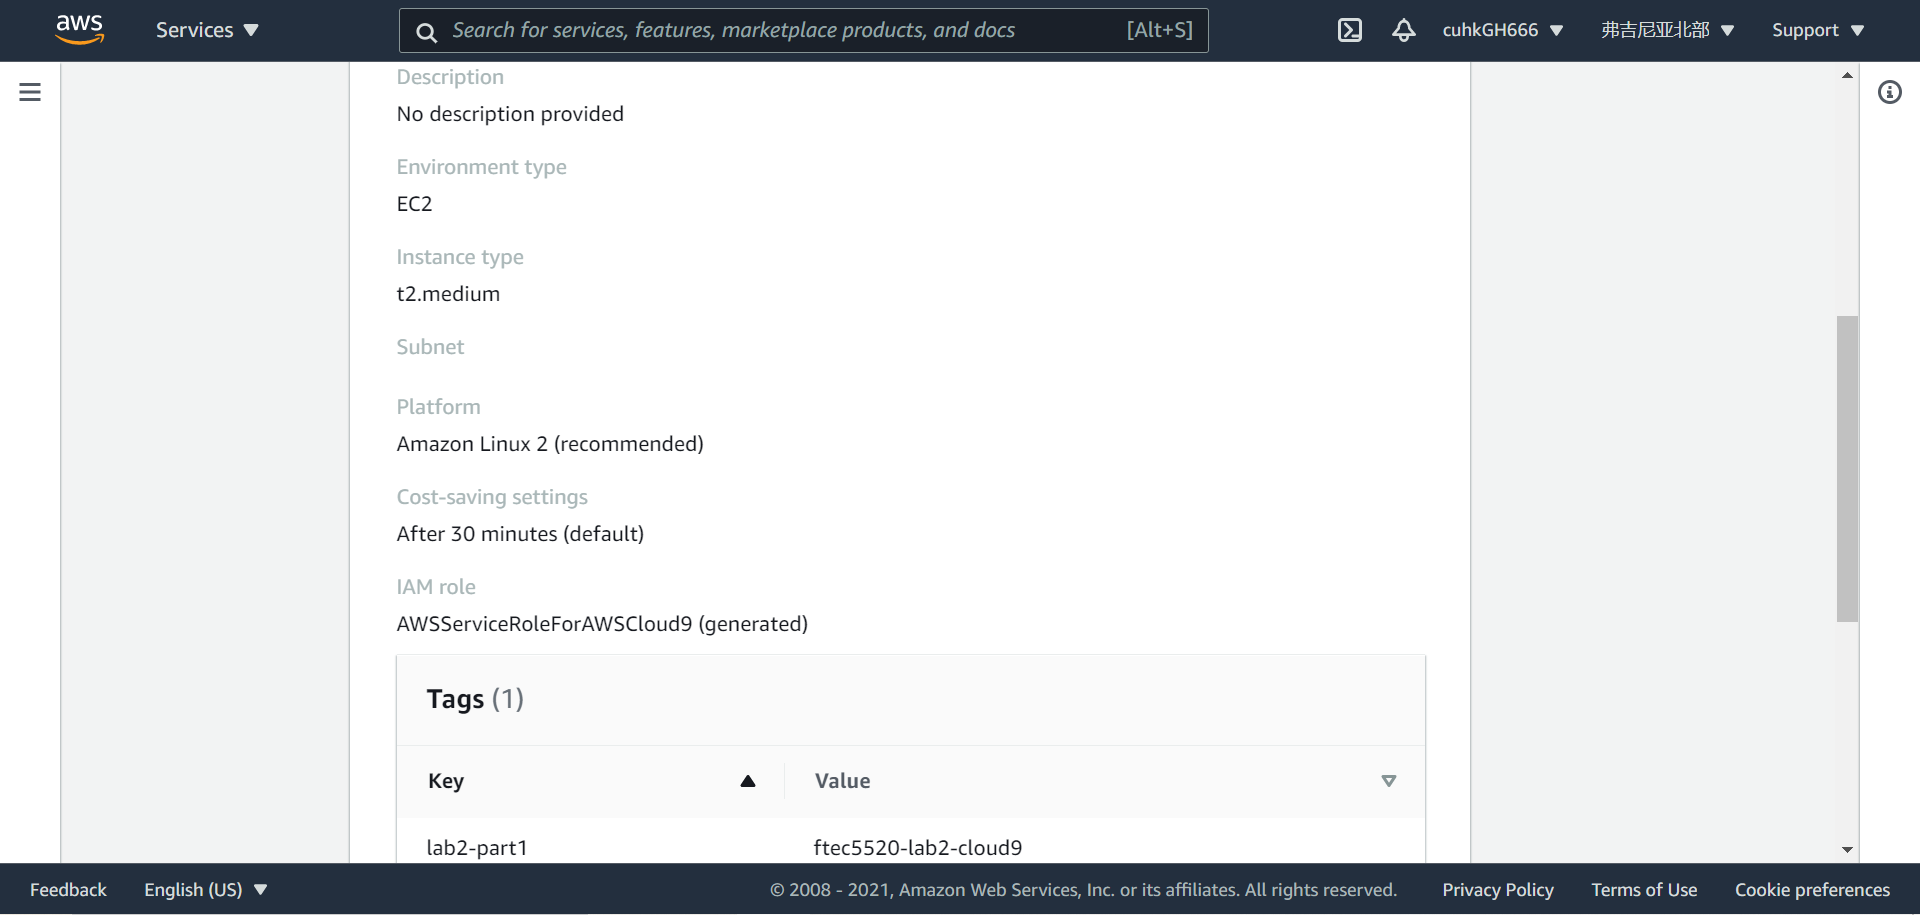 aws
Services
Search for services, features, marketplace products, and docs
[Alt+S]
cuhkGH666
弗吉尼亚北部
Support
Description
No description provided
Environment type
EC2
Instance type
t2.medium
Subnet
Platform
Amazon Linux 2 (recommended)
Cost-saving settings
After 30 minutes (default)
IAM role
AWSServiceRoleForAWSCloud9 (generated)
Tags (1)
Key
Value
lab2-part1
ftec5520-lab2-cloud9
Feedback
English (US)
© 2008 - 2021, Amazon Web Services, Inc. or its affiliates. All rights reserved.
Privacy Policy
Terms of Use
Cookie preferences